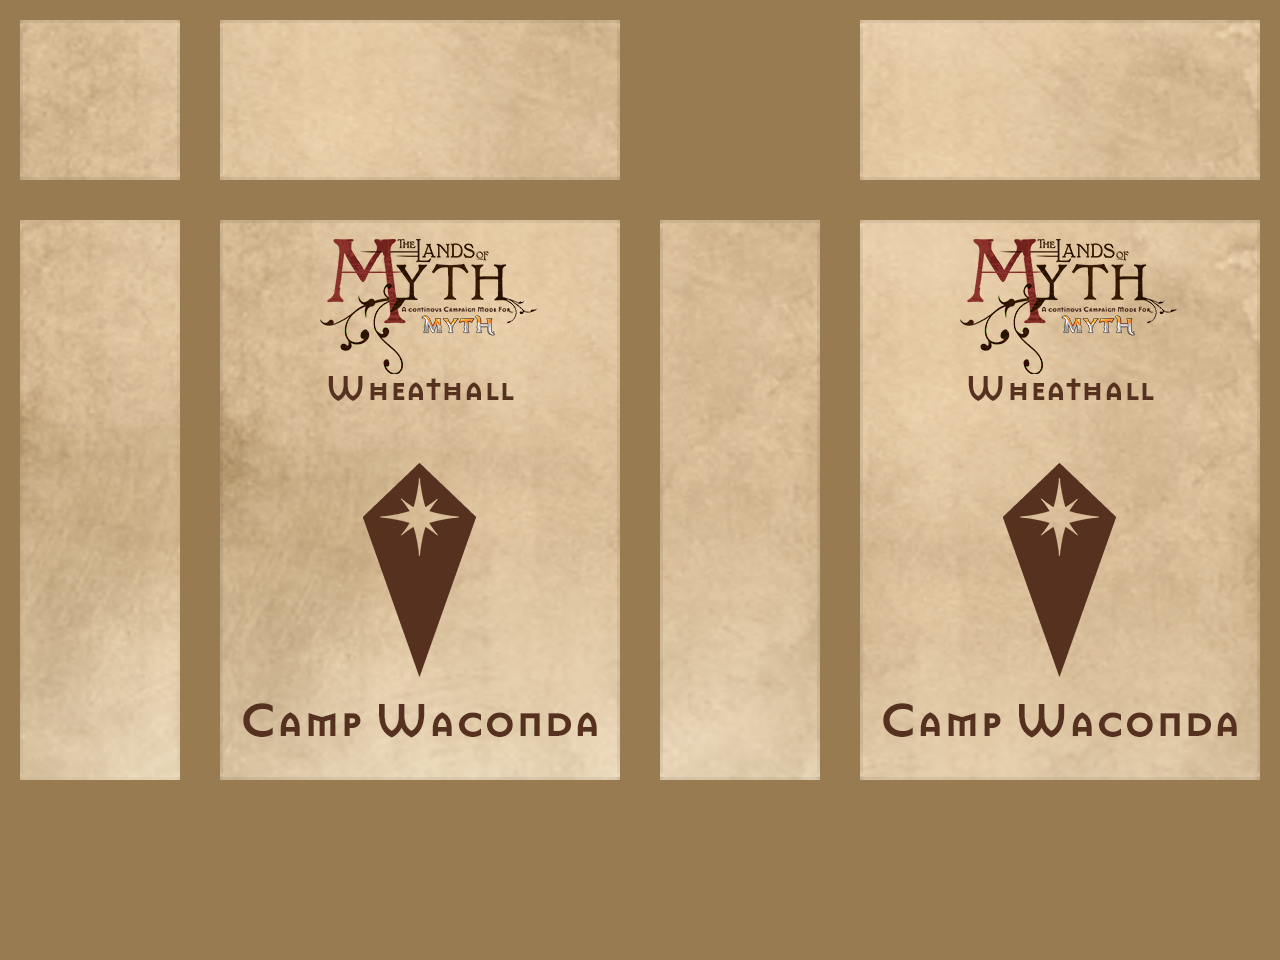 The Lands of
Myth
A continous Campaign Mode For...
MYTH
Wheathall
Camp Waconda
The Lands of
Myth
A continous Campaign Mode For...
MYTH
Wheathall
Camp Waconda